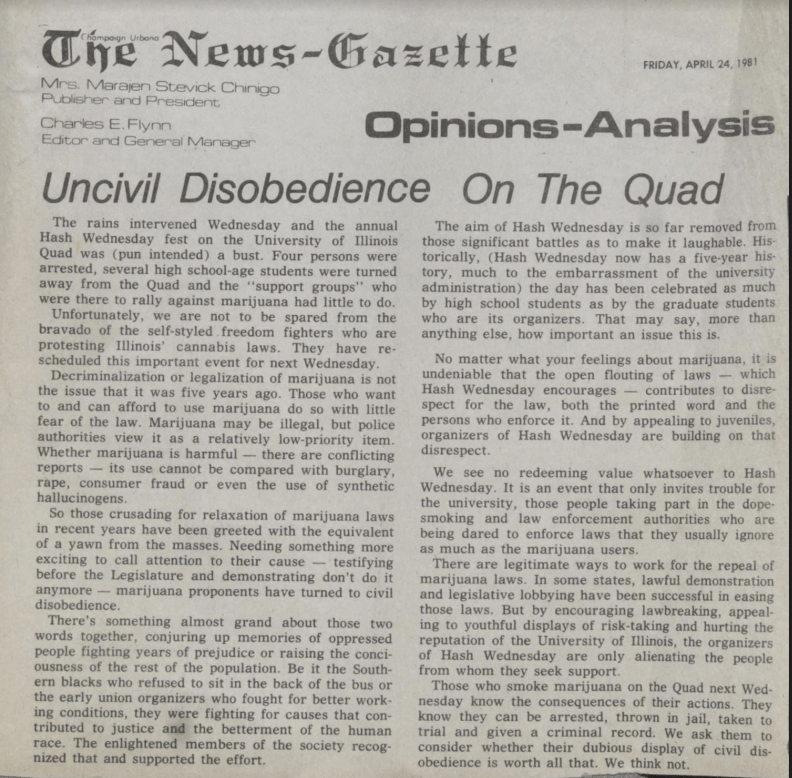 Champaign Urbana
The News-Gazette
FRIDAY, APRIL 24, 1981
Mrs. Marajen Stevick Chinigo
Publisher and President
Charles E. Flynn
Editor and General Manager
Opinions-Analysis
Uncivil Disobedience On The Quad
The rains intervened Wednesday and the annual
Hash Wednesday fest on the University of Illinois
Quad was (pun intended) a bust. Four persons were
arrested, several high school-age students were turned
away from the Quad and the "support groups" who
were there to rally against marijuana had little to do.
Unfortunately, we are not to be spared from the
bravado of the self-styled freedom fighters who are
protesting Illinois' cannabis laws. They have re-
scheduled this important event for next Wednesday.
Decriminalization or legalization of marijuana is not
the issue that it was five years ago. Those who want
to and can afford to use marijuana do so with little
fear of the law. Marijuana may be illegal, but police
authorities view it as a relatively low-priority item.
Whether marijuana is harmful — there are conflicting
reports — its use cannot be compared with burglary,
rape, consumer fraud or even the use of synthetic
hallucinogens.
So those crusading for relaxation of marijuana laws
in recent years have been greeted with the equivalent
of a yawn from the masses. Needing something more
exciting to call attention to their cause — testifying
before the Legislature and demonstrating don't do it
anymore — marijuana proponents have turned to civil
disobedience.
There's something almost grand about those two
words together, conjuring up memories of oppressed
people fighting years of prejudice or raising the conci-
ousness of the rest of the population. Be it the South-
ern blacks who refused to sit in the back of the bus or
the early union organizers who fought for better work-
ing conditions, they were fighting for causes that con-
tributed to justice and the betterment of the human
race. The enlightened members of the society recog-
nized that and supported the effort.
The aim of Hash Wednesday is so far removed from
those significant battles as to make it laughable. His-
torically, (Hash Wednesday now has a five-year his-
tory, much to the embarrassment of the university
administration) the day has been celebrated as much
by high school students as by the graduate students
who are its organizers. That may say, more than
anything else, how important an issue this is.
No matter what your feelings about marijuana, it is
undeniable that the open flouting of laws — which
Hash Wednesday encourages — contributes to disre-
spect for the law, both the printed word and the
persons who enforce it. And by appealing to juveniles,
organizers of Hash Wednesday are building on that
disrespect.
We see no redeeming value whatsoever to Hash
Wednesday. It is an event that only invites trouble for
the university, those people taking part in the dope-
smoking and law enforcement authorities who are
being dared to enforce laws that they usually ignore
as much as the marijuana users.
There are legitimate ways to work for the repeal of
marijuana laws. In some states, lawful demonstration
and legislative lobbying have been successful in easing
those laws. But by encouraging lawbreaking, appeal-
ing to youthful displays of risk-taking and hurting the
reputation of the University of Illinois, the organizers
of Hash Wednesday are only alienating the people
from whom they seek support.
Those who smoke marijuana on the Quad next Wed-
nesday know the consequences of their actions. They
know they can be arrested, thrown in jail, taken to
trial and given a criminal record. We ask them to
consider whether their dubious display of civil dis-
obedience is worth all that. We think not.